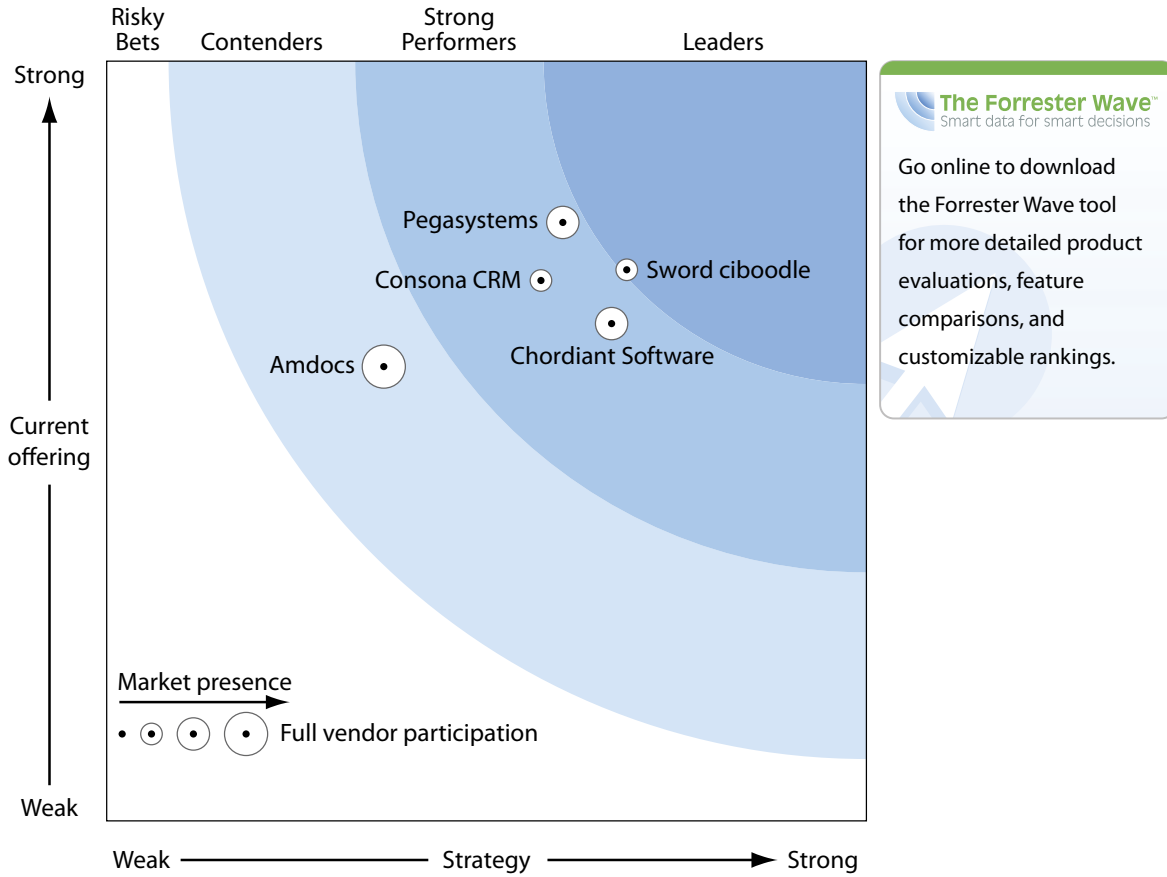 Risky
Bets
Contenders
Strong
Performers
Leaders
Strong
Current
offering
Weak
Pegasystems
Sword ciboodle
Consona CRM
Chordiant Software
Amdocs
Market presence
Full vendor participation
Weak
Strategy
Strong
The Forrester Wave™
Smart data for smart decisions
Go online to download
the Forrester Wave tool
for more detailed product
evaluations, feature
comparisons, and
customizable rankings.